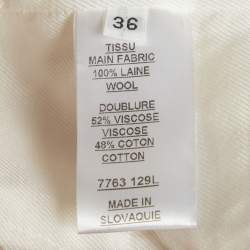 36
TISSU
MAIN FABRIC
100% LAINE
WOOL
DOUBLURE
52% VISCOSE
VISCOSE
48% COTON
COTTON
7763 129L
MADE IN
SLOVAQUIE